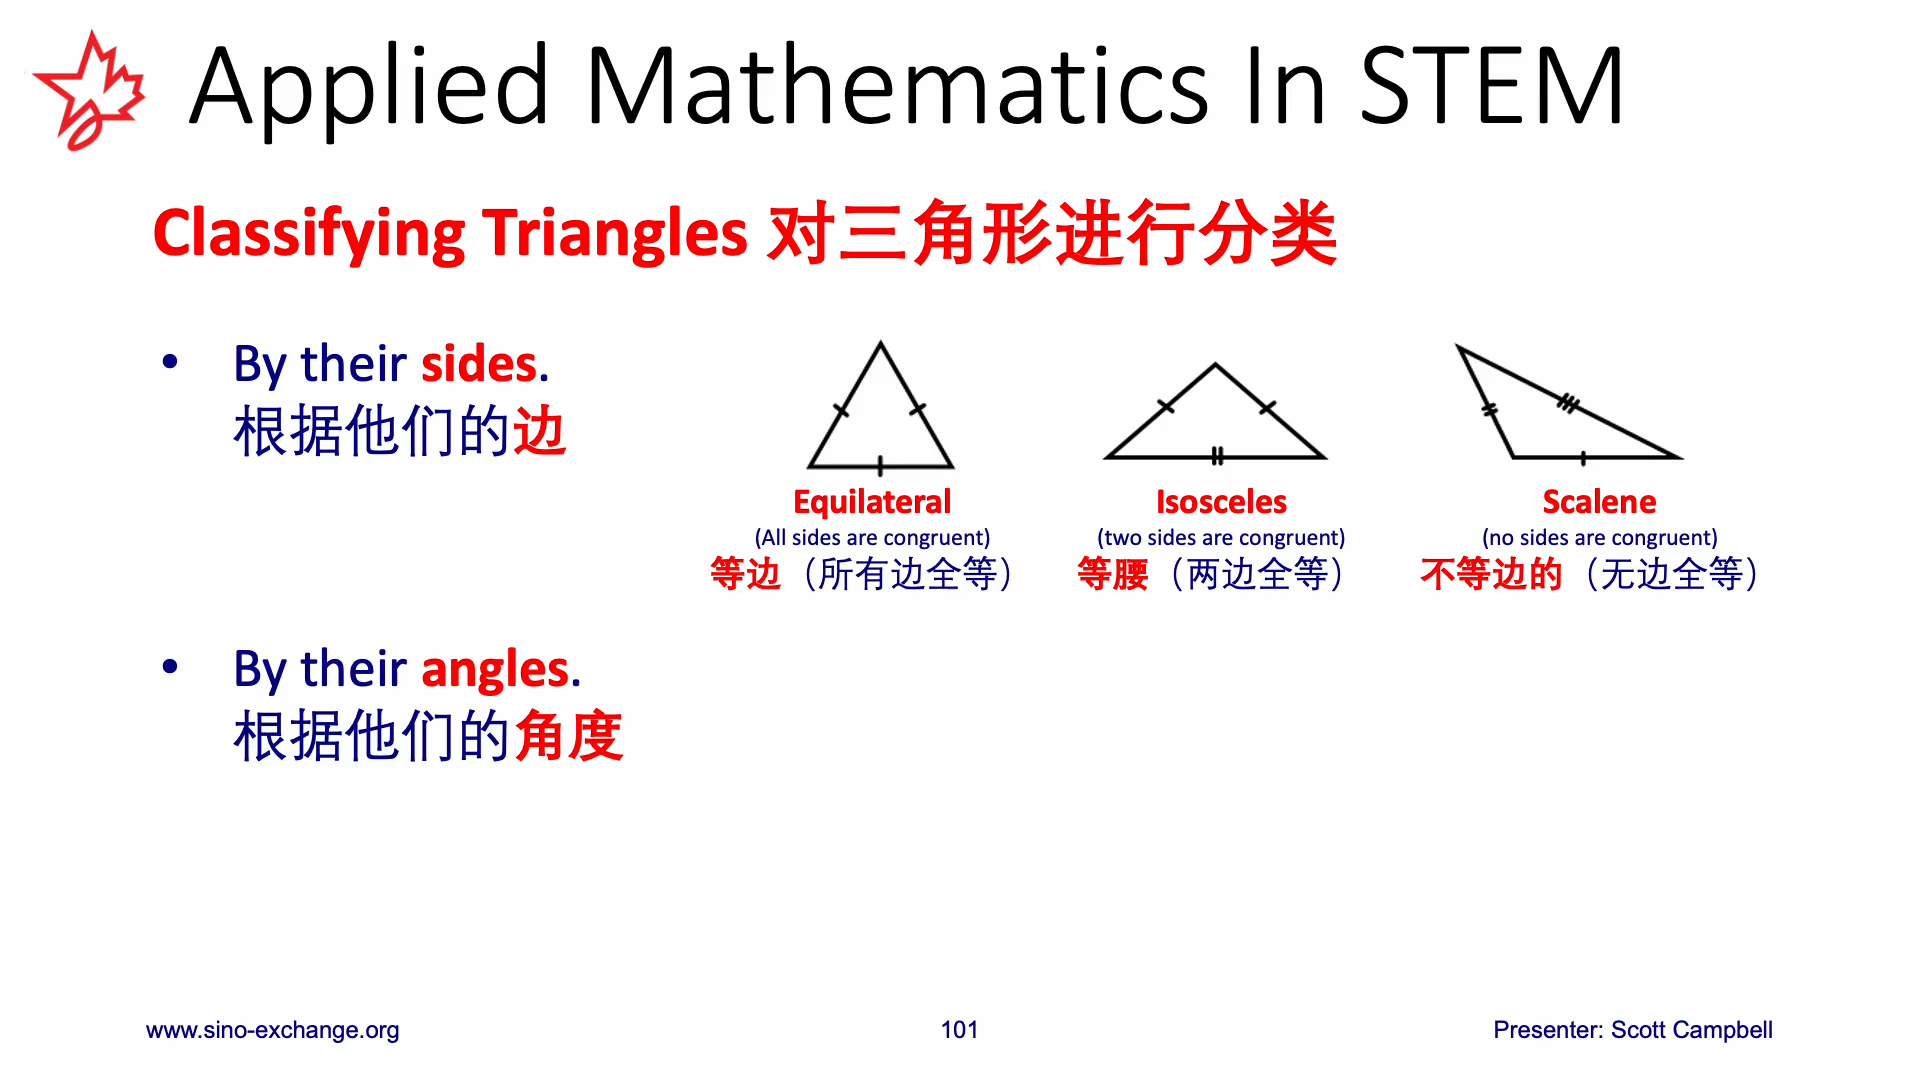 Applied Mathematics In STEM
Classifying Triangles 对三角形进行分类
• By their sides.
根据他们的边
Equilateral
(All sides are congruent)
等边（所有边全等）
Isosceles
(two sides are congruent)
等腰（两边全等）
Scalene
(no sides are congruent)
不等边的（无边全等）
• By their angles.
根据他们的角度
www.sino-exchange.org
101
Presenter: Scott Campbell